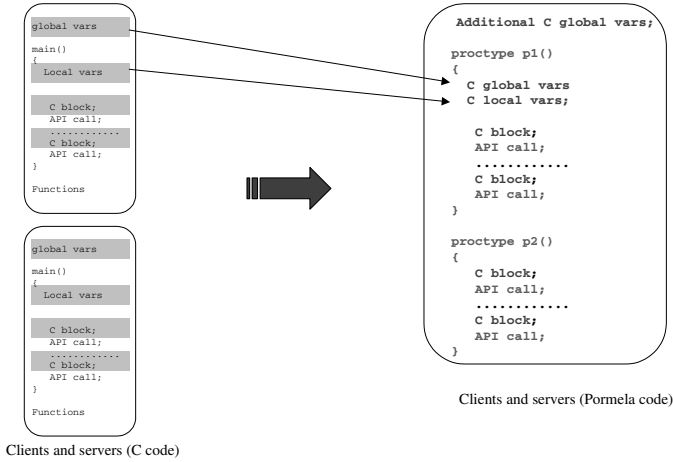 global vars
main()
{
Local vars
C block;
API call;
............
C block;
API call;
}
Functions
global vars
main()
{
Local vars
C block;
API call;
............
C block;
API call;
}
Functions
Clients and servers (C code)
Additional C global vars;
proctype p1()
{
C global vars
C local vars;
C block;
API call;
............
C block;
API call;
}
proctype p2()
{
C block;
API call;
............
C block;
API call;
}
Clients and servers (Pormela code)